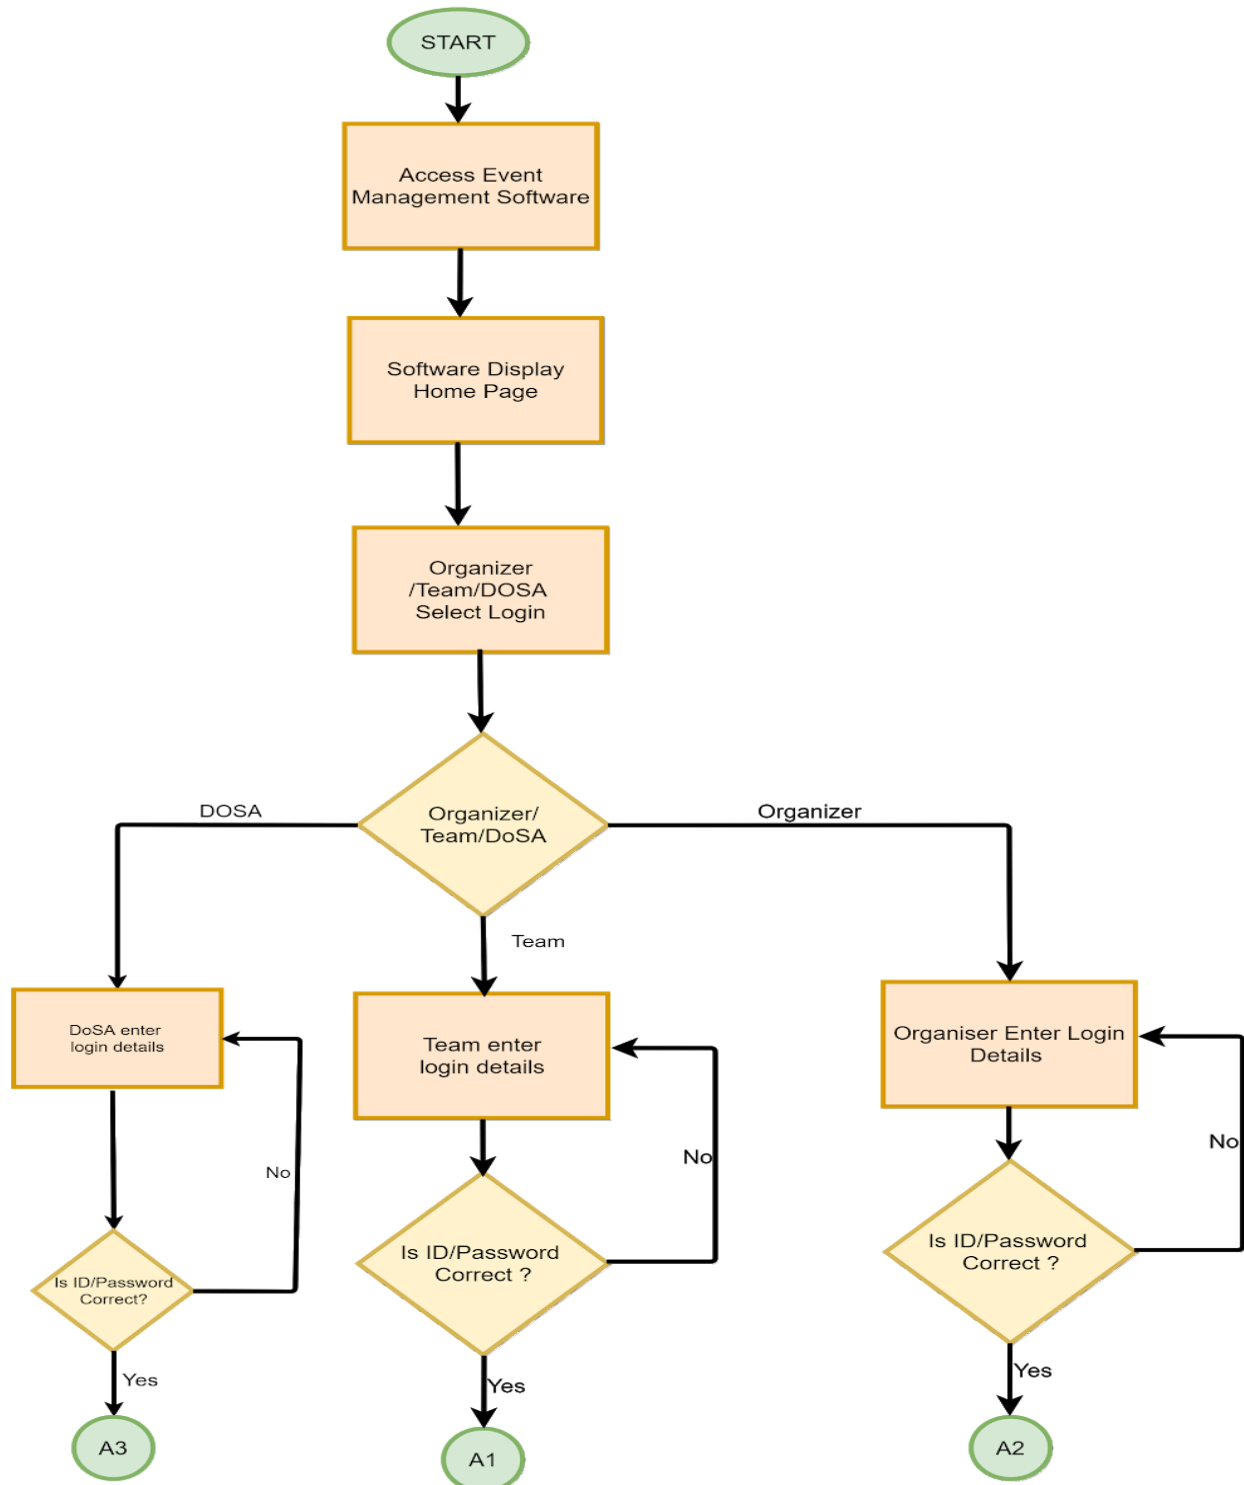 START
Access Event
Management Software
Software Display
Home Page
Organizer
/Team/DOSA
Select Login
Organizer/
Team/DoSA
DOSA
Organizer
Team
DoSA enter
login details
Team enter
login details
Organiser Enter Login
Details
No
No
No
Is ID/Password
Correct?
Is ID/Password
Correct ?
Is ID/Password
Correct ?
Yes
Yes
Yes
A3
A1
A2